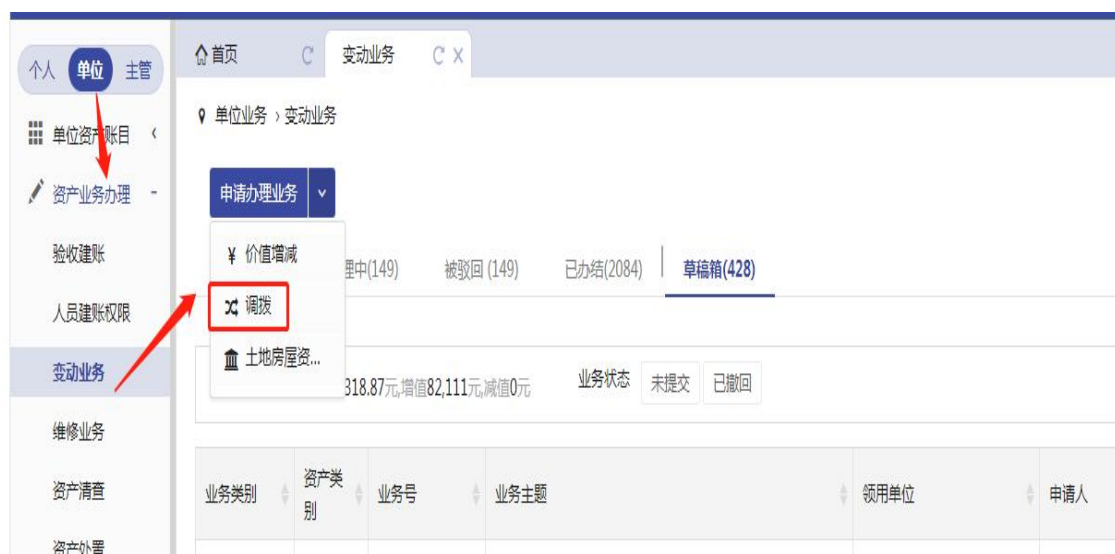 个人 单位 主管
首页
变动业务
单位资产账目
单位业务 › 变动业务
资产业务办理
申请办理业务
验收建账
¥ 价值增减
理中(149) 被驳回 (149) 已办结(2084) 草稿箱(428)
人员建账权限
调拨
土地房屋资...
变动业务
318.87元,增值82,111元,减值0元 业务状态 未提交 已撤回
维修业务
资产清查
业务类别 资产类别 业务号 业务主题 领用单位 申请人
资产处置